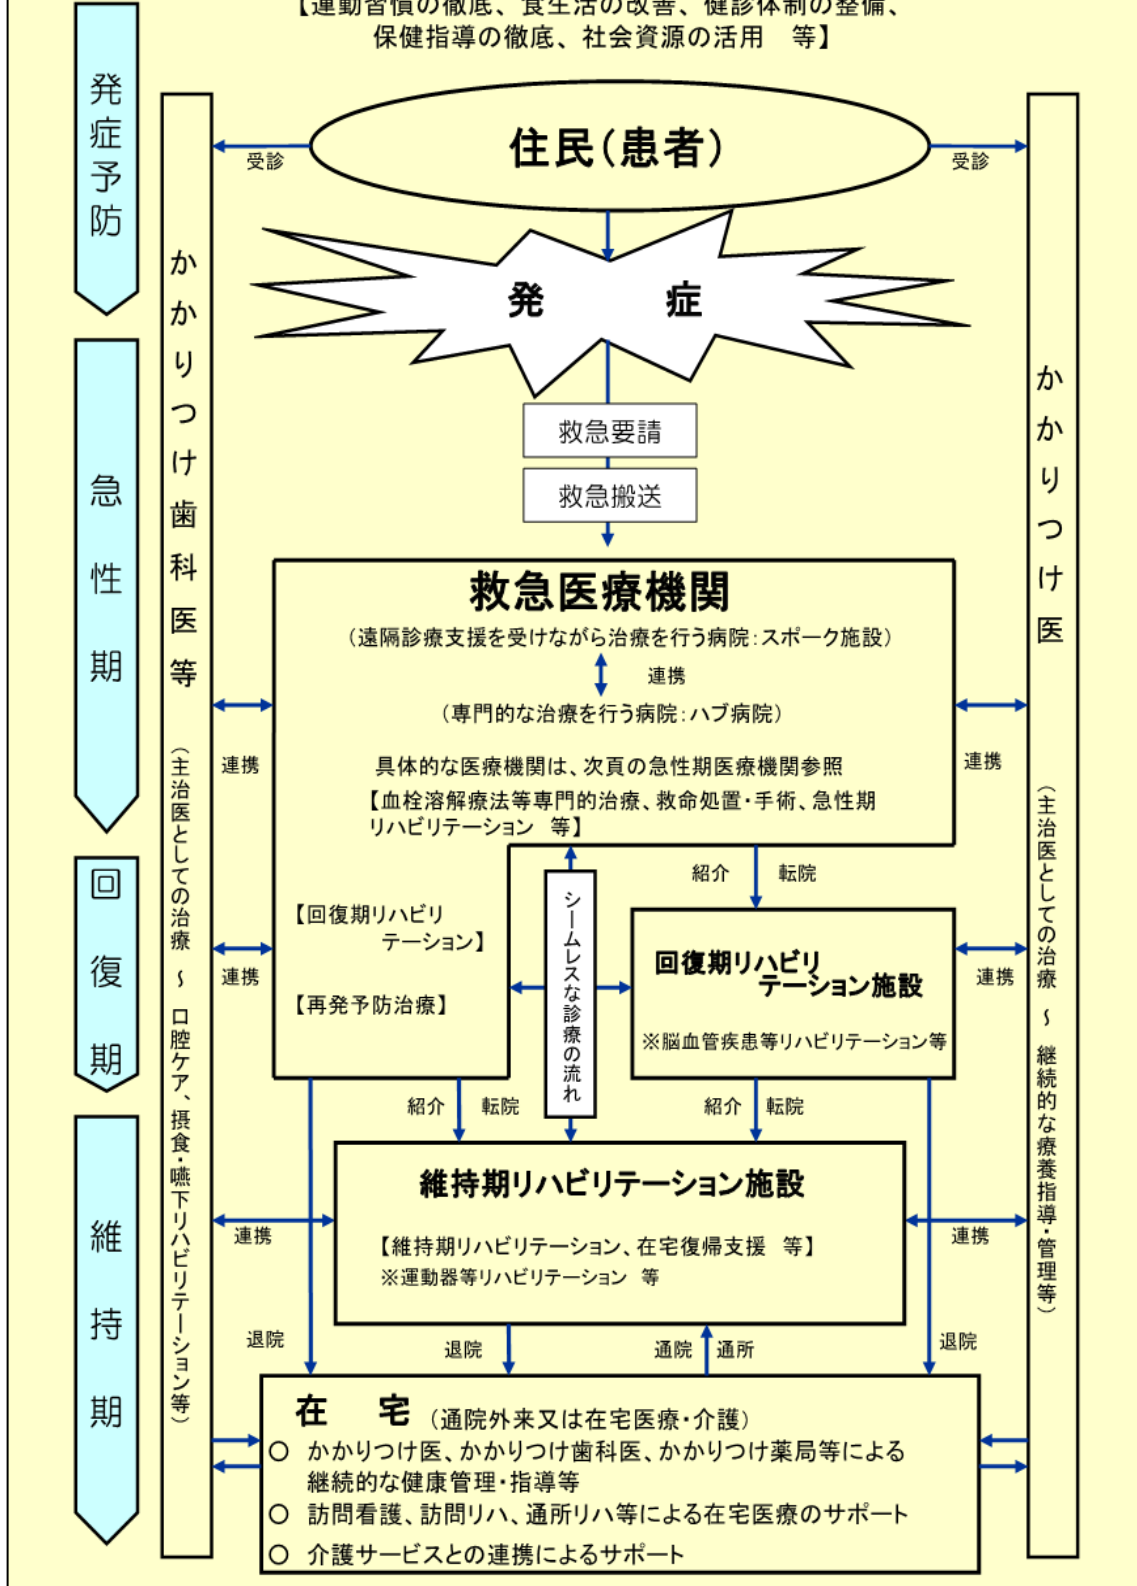 【運動習慣の徹底、食生活の改善、健診体制の整備、
保健指導の徹底、社会資源の活用　等】
発症予防
急性期
回復期
維持期
かかりつけ歯科医等
（主治医としての治療　～　口腔ケア、摂食・嚥下リハビリテーション等）
かかりつけ医
（主治医としての治療　～　継続的な療養指導・管理等）
住民（患者）
受診
受診
発　症
救急要請
救急搬送
救急医療機関
（遠隔診療支援を受けながら治療を行う病院：スポーク施設）
連携
（専門的な治療を行う病院：ハブ病院）
連携
連携
具体的な医療機関は、次頁の急性期医療機関参照
【血栓溶解療法等専門的治療、救命処置・手術、急性期
リハビリテーション　等】
紹介　転院
【回復期リハビリ
テーション】
【再発予防治療】
シームレスな診療の流れ
回復期リハビリ
テーション施設
※脳血管疾患等リハビリテーション等
連携
連携
紹介　転院
紹介　転院
維持期リハビリテーション施設
【維持期リハビリテーション、在宅復帰支援　等】
※運動器等リハビリテーション　等
連携
連携
退院
退院
通院　通所
退院
在　宅（通院外来又は在宅医療・介護）
○　かかりつけ医、かかりつけ歯科医、かかりつけ薬局等による
継続的な健康管理・指導等
○　訪問看護、訪問リハ、通所リハ等による在宅医療のサポート
○　介護サービスとの連携によるサポート